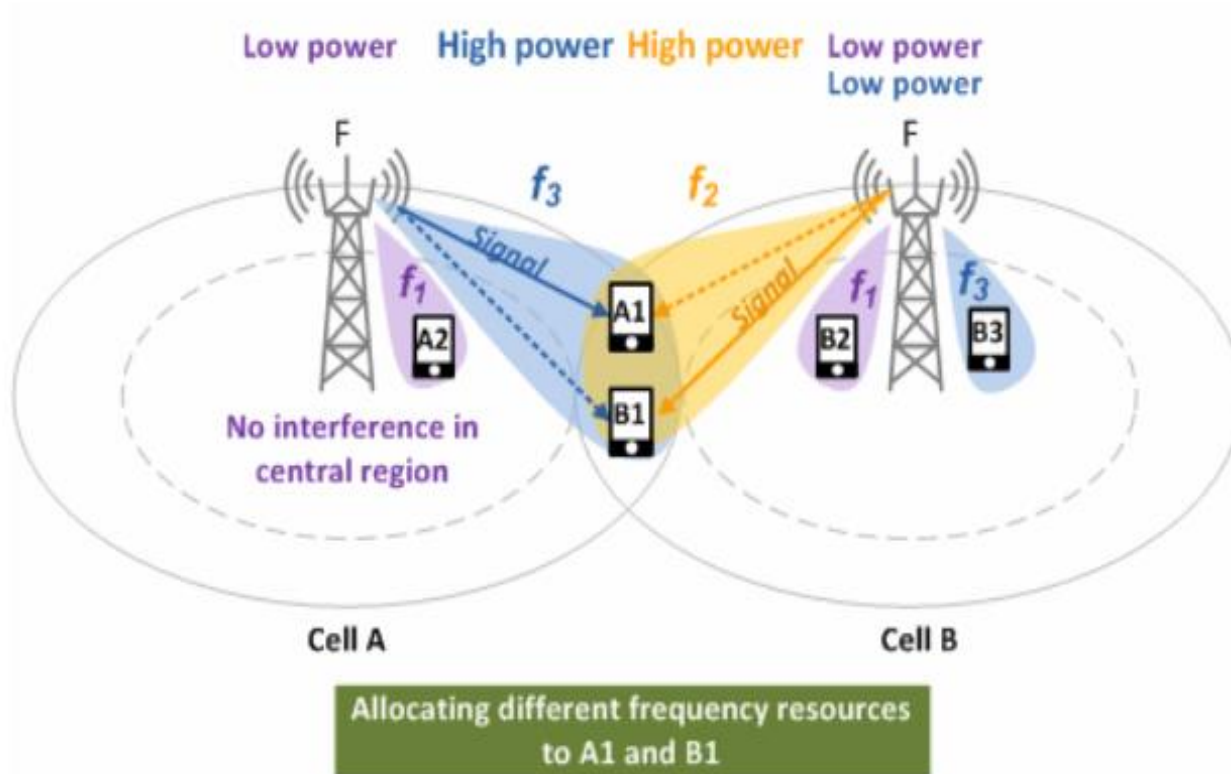 Low power High power High power Low power
Low power
F F
f3 f2
Signal Signal
f1 f1 f3
A1
A2 B2 B3
B1
No interference in
central region
Cell A Cell B
Allocating different frequency resources
to A1 and B1